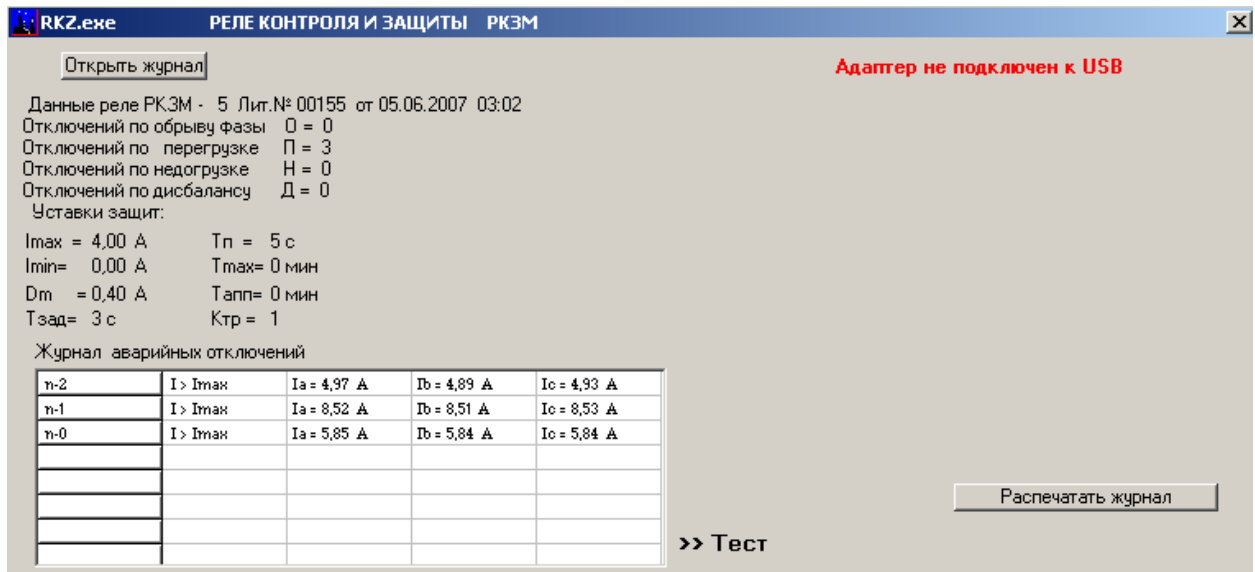 RKZ.exe РЕЛЕ КОНТРОЛЯ И ЗАЩИТЫ РКЗМ
Открыть журнал
Адаптер не подключен к USB
Данные реле РКЗМ - 5 Лит.№ 00155 от 05.06.2007 03:02
Отключений по обрыву фазы О = 0
Отключений по перегрузке П = 3
Отключений по недогрузке Н = 0
Отключений по дисбалансу Д = 0
Уставки защит:
Imax = 4,00 А Тп = 5 с
Imin= 0,00 А Tmax= 0 мин
Dm = 0,40 А Тапп= 0 мин
Тзад= 3 с Ктр = 1
Журнал аварийных отключений
n-2 I > Imax Ia = 4,97 А Ib = 4,89 А Ic = 4,93 А
n-1 I > Imax Ia = 8,52 А Ib = 8,51 А Ic = 8,53 А
n-0 I > Imax Ia = 5,85 А Ib = 5,84 А Ic = 5,84 А
Распечатать журнал
>> Тест